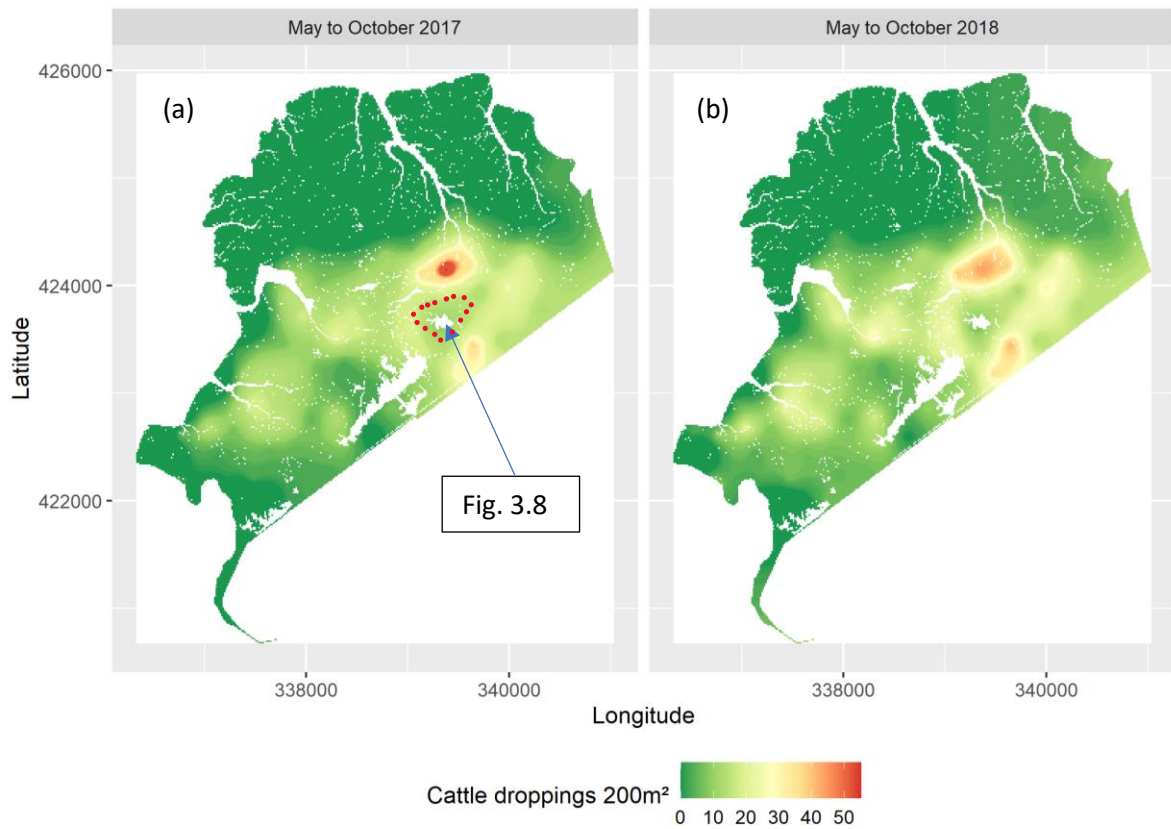 May to October 2017
May to October 2018
(a)
(b)
426000
424000
422000
Latitude
Fig. 3.8
338000
340000
338000
340000
Longitude
Cattle droppings 200m²
0 10 20 30 40 50